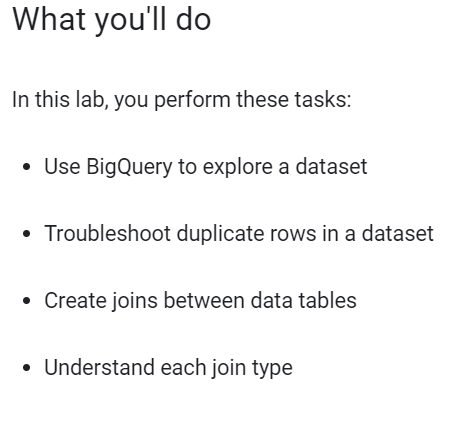 What you'll do
In this lab, you perform these tasks:
• Use BigQuery to explore a dataset
• Troubleshoot duplicate rows in a dataset
• Create joins between data tables
• Understand each join type